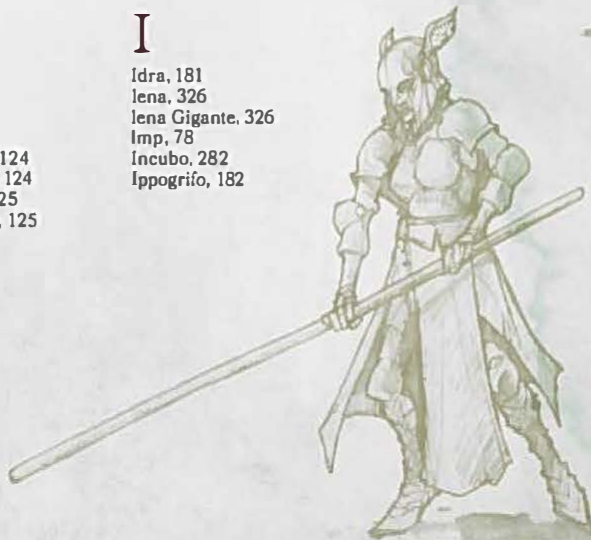 124
124
25
, 125
I
Idra, 181
Iena, 326
Iena Gigante, 326
Imp, 78
Incubo, 282
Ippogrifo, 182